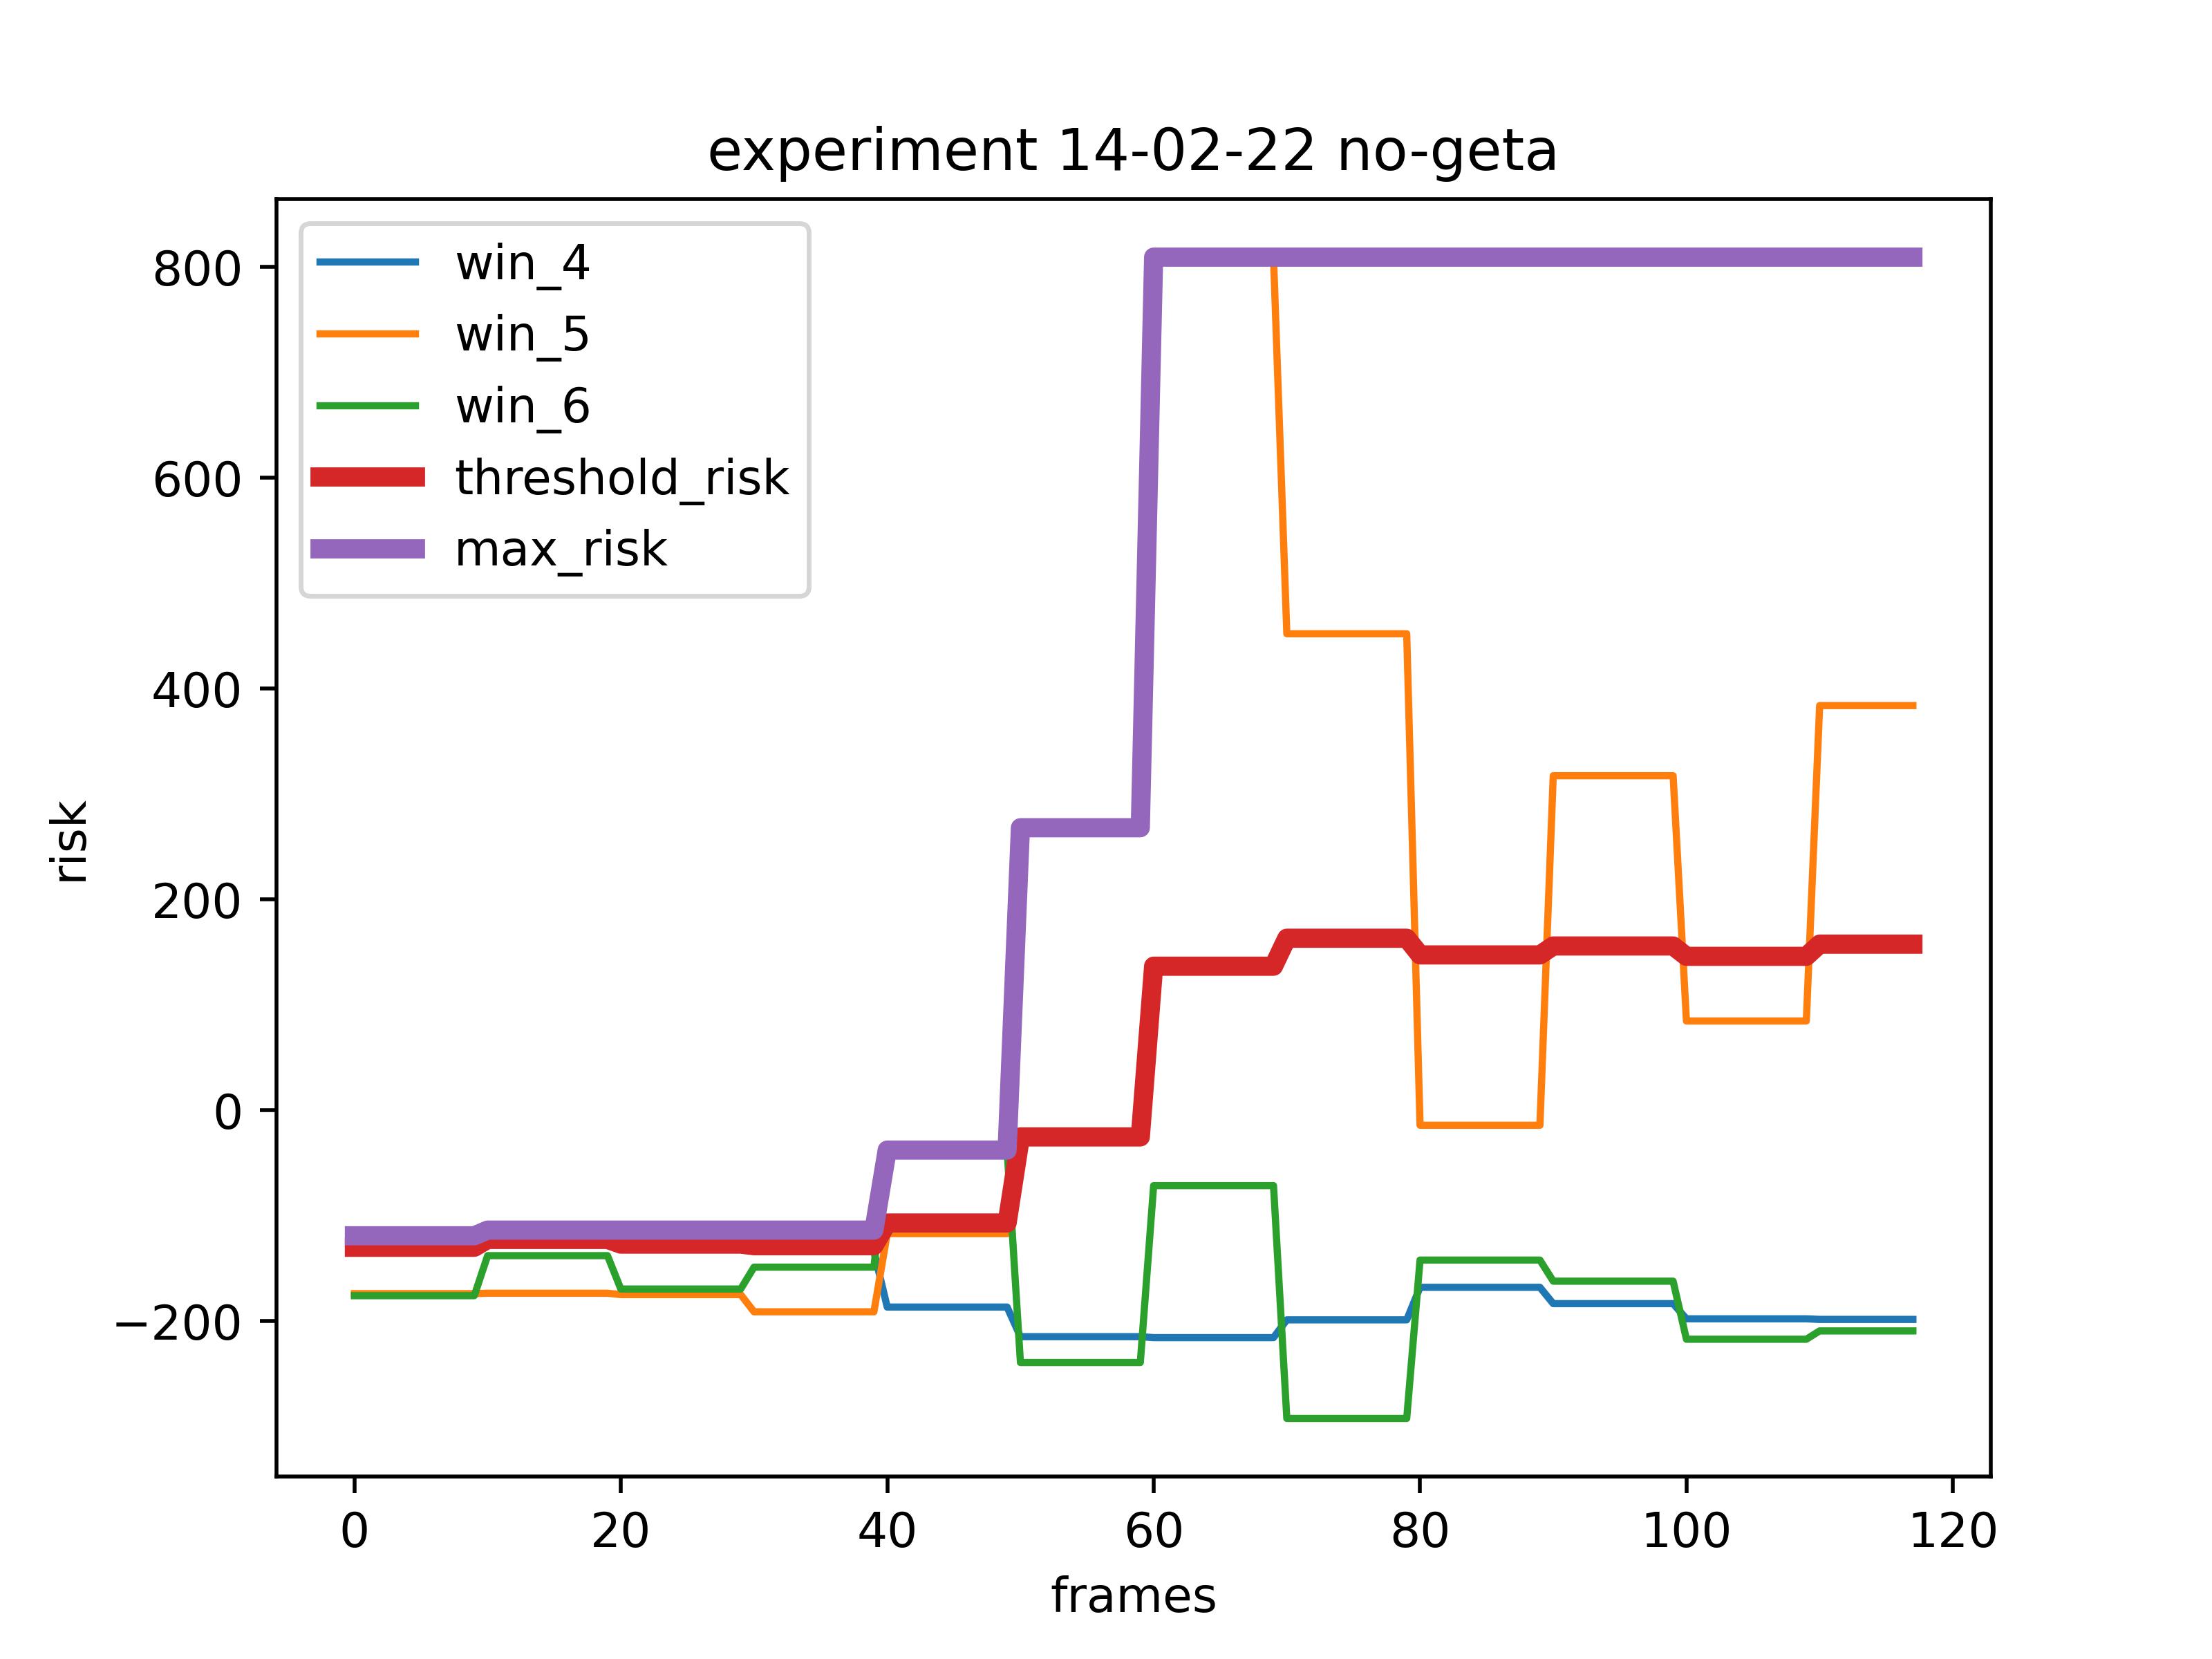 experiment 14-02-22 no-geta
win_4
win_5
win_6
threshold_risk
max_risk
800
600
400
200
0
−200
risk
0 20 40 60 80 100 120
frames